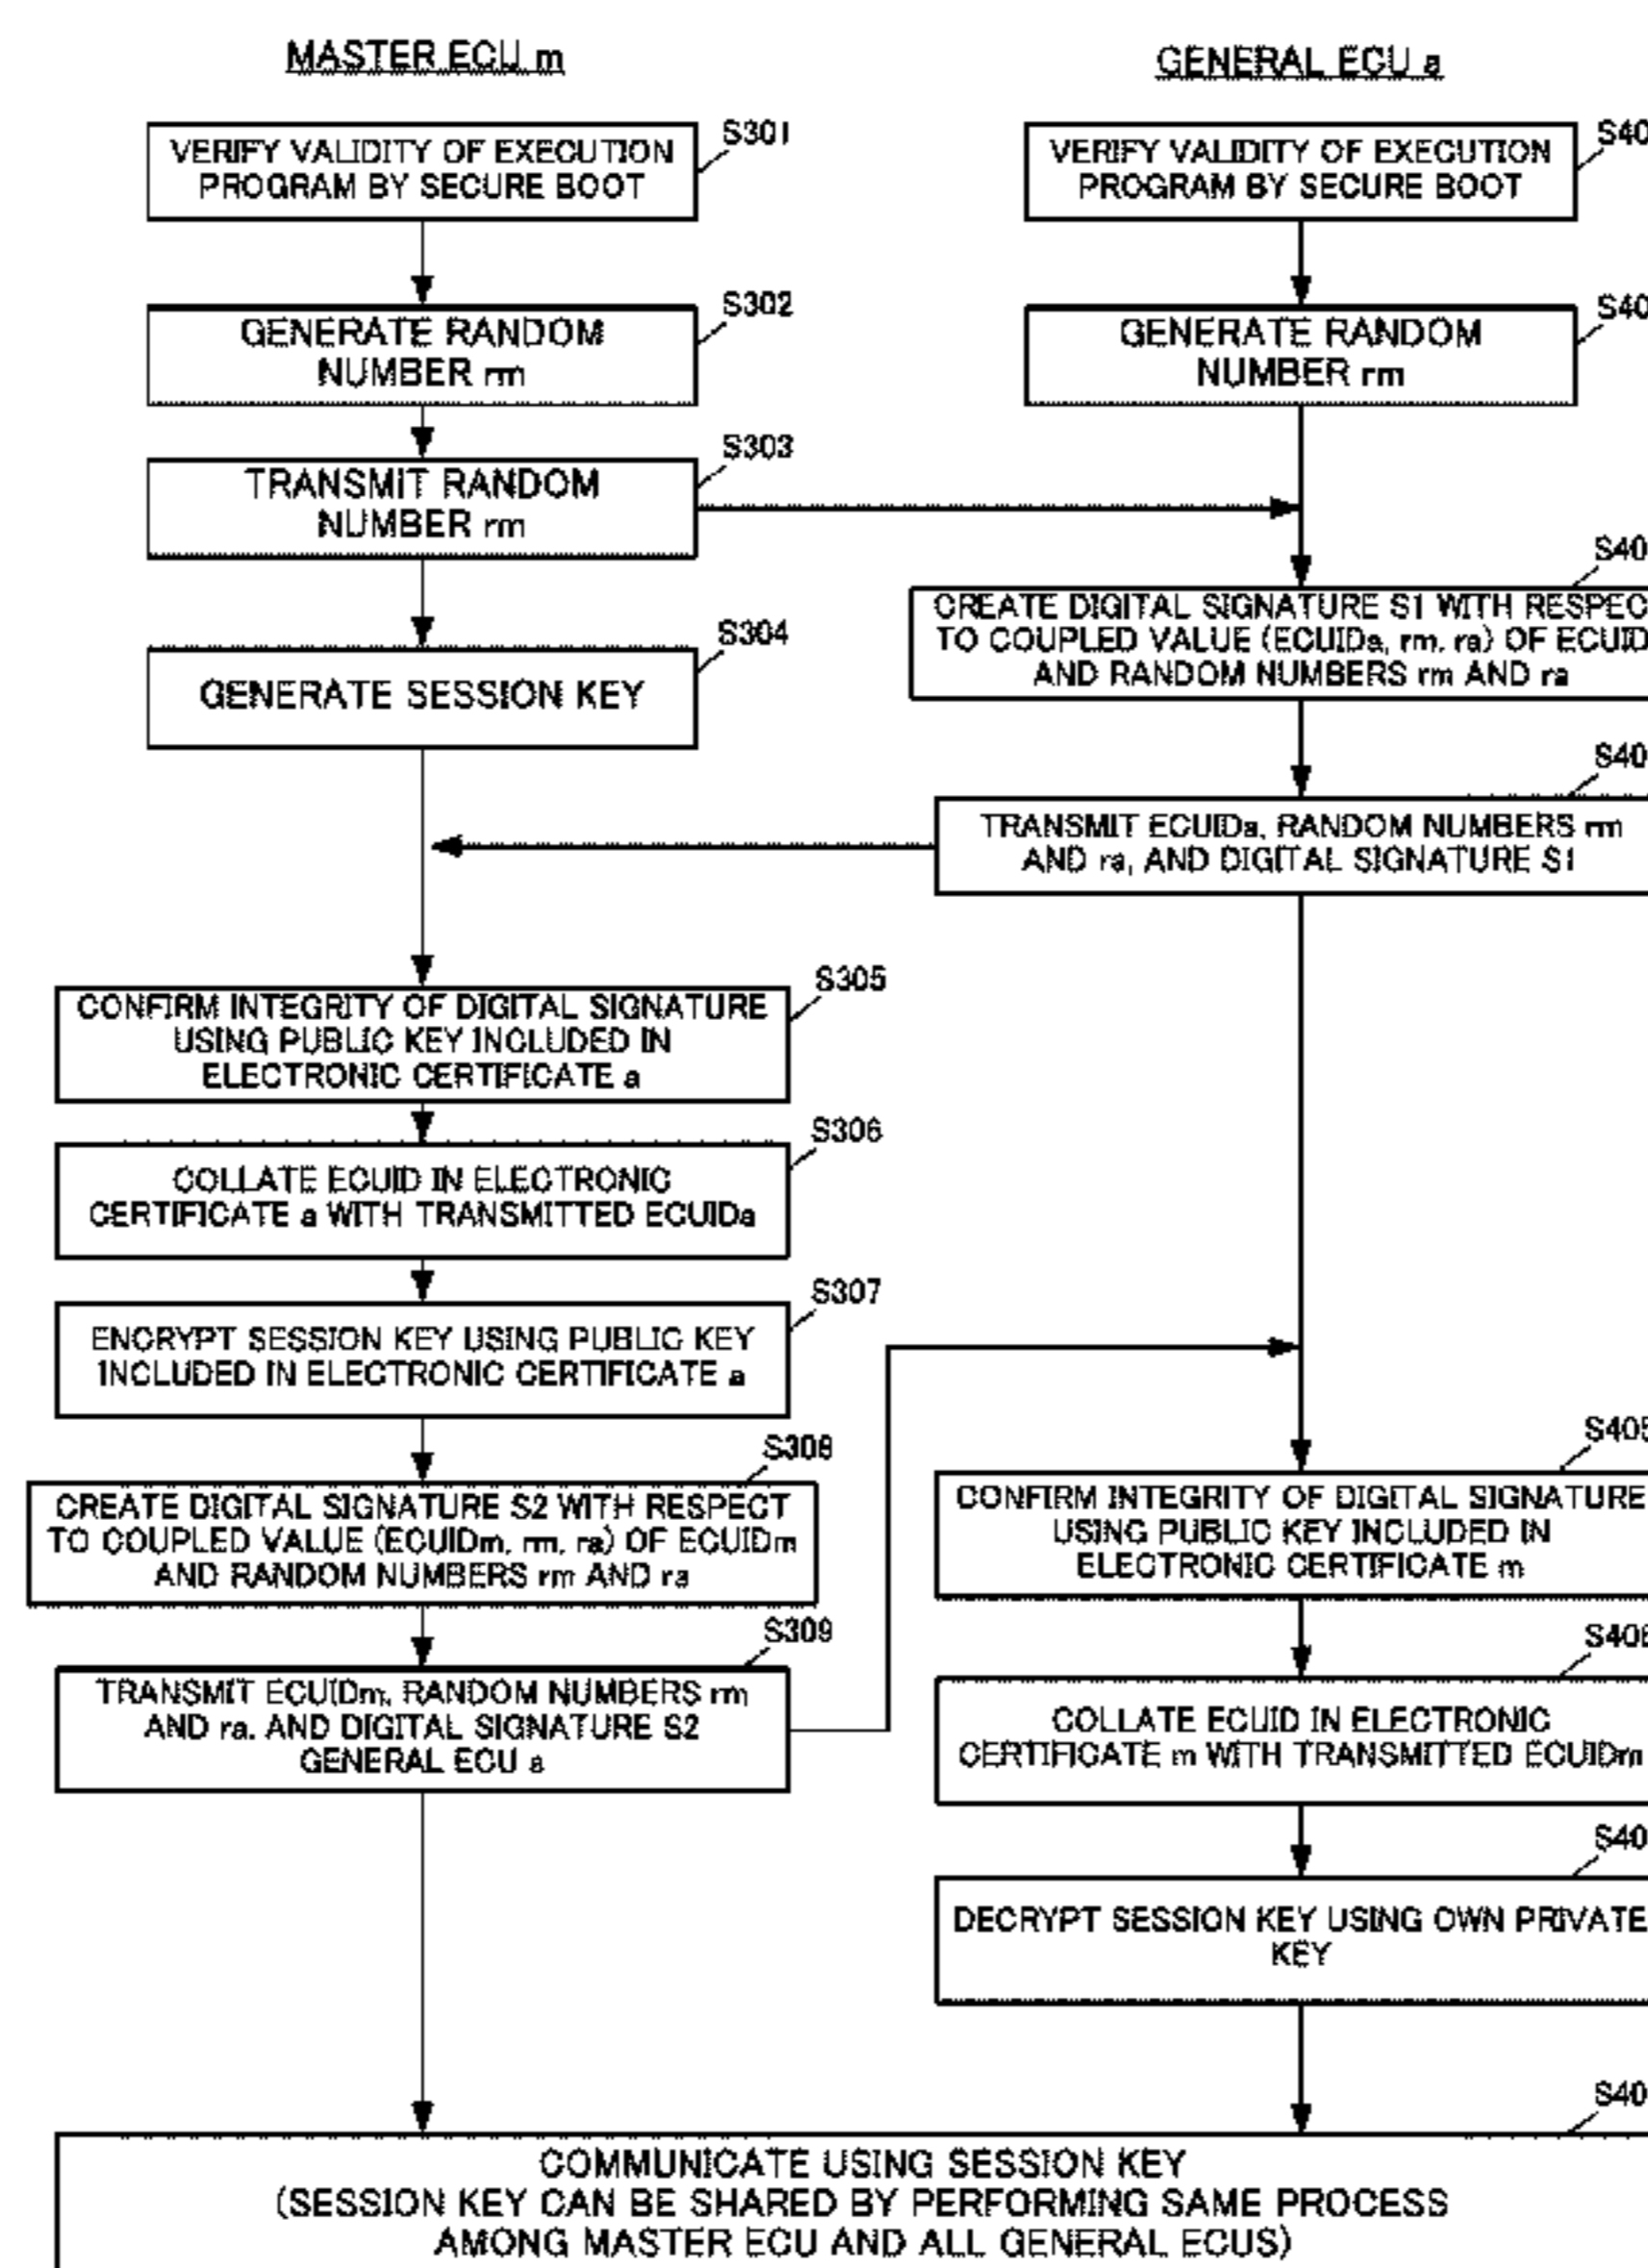 MASTER ECU m
GENERAL ECU a
S301
VERIFY VALIDITY OF EXECUTION
PROGRAM BY SECURE BOOT
S40
VERIFY VALIDITY OF EXECUTION
PROGRAM BY SECURE BOOT
S302
GENERATE RANDOM
NUMBER rm
S40
GENERATE RANDOM
NUMBER rm
S303
TRANSMIT RANDOM
NUMBER rm
S304
GENERATE SESSION KEY
S40
CREATE DIGITAL SIGNATURE S1 WITH RESPEC
TO COUPLED VALUE (ECUIDa, rm, ra) OF ECUID
AND RANDOM NUMBERS rm AND ra
S40
TRANSMIT ECUIDa, RANDOM NUMBERS rm
AND ra, AND DIGITAL SIGNATURE S1
S305
CONFIRM INTEGRITY OF DIGITAL SIGNATURE
USING PUBLIC KEY INCLUDED IN
ELECTRONIC CERTIFICATE a
S306
COLLATE ECUID IN ELECTRONIC
CERTIFICATE a WITH TRANSMITTED ECUIDa
S307
ENCRYPT SESSION KEY USING PUBLIC KEY
INCLUDED IN ELECTRONIC CERTIFICATE a
S308
CREATE DIGITAL SIGNATURE S2 WITH RESPECT
TO COUPLED VALUE (ECUIDm, rm, ra) OF ECUIDm
AND RANDOM NUMBERS rm AND ra
S309
TRANSMIT ECUIDm, RANDOM NUMBERS rm
AND ra, AND DIGITAL SIGNATURE S2
GENERAL ECU a
S405
CONFIRM INTEGRITY OF DIGITAL SIGNATURE
USING PUBLIC KEY INCLUDED IN
ELECTRONIC CERTIFICATE m
S406
COLLATE ECUID IN ELECTRONIC
CERTIFICATE m WITH TRANSMITTED ECUIDm
S40
DECRYPT SESSION KEY USING OWN PRIVATE
KEY
S40
COMMUNICATE USING SESSION KEY
(SESSION KEY CAN BE SHARED BY PERFORMING SAME PROCESS
AMONG MASTER ECU AND ALL GENERAL ECUS)